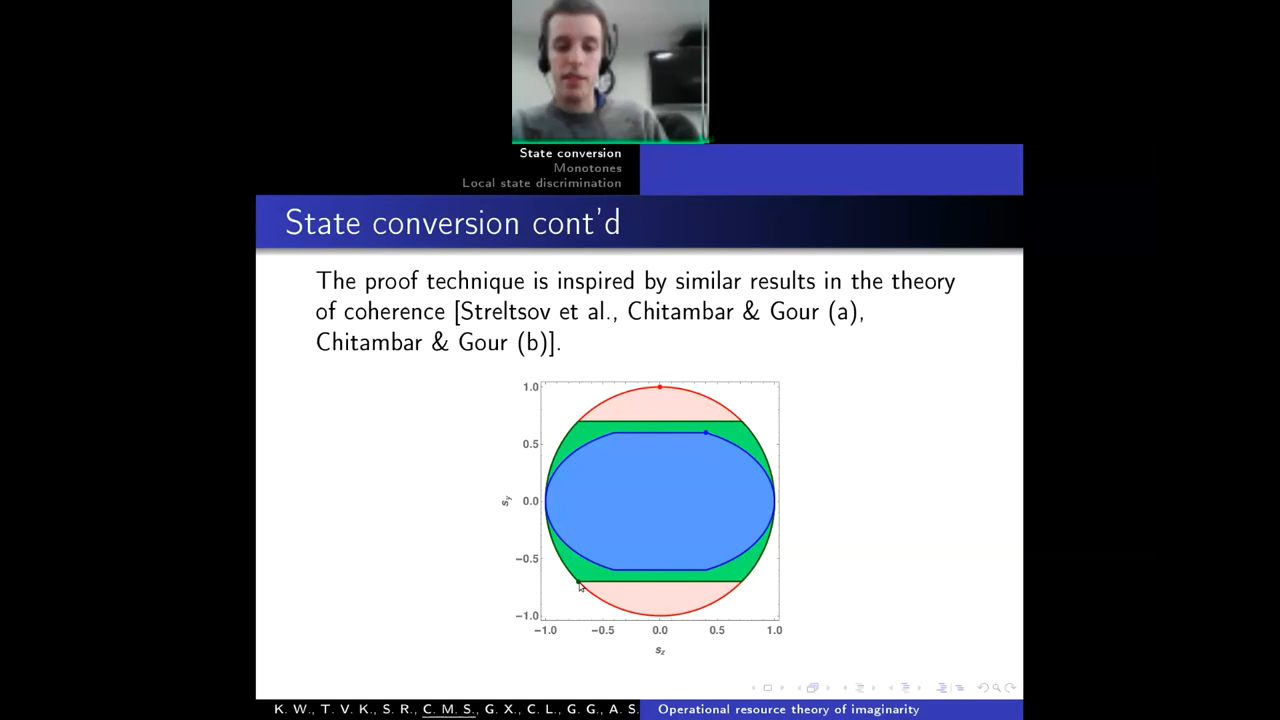 State conversion
Monotones
Local state discrimination
State conversion cont'd
The proof technique is inspired by similar results in the theory
of coherence [Streltsov et al., Chitambar & Gour (a),
Chitambar & Gour (b)].
1.0
0.5
0.0
-0.5
-1.0
sy
-1.0 -0.5 0.0 0.5 1.0
sz
K. W., T. V. K., S. R., C. M. S., G. X., C. L., G. G., A. S. Operational resource theory of imaginarity